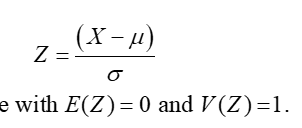 Z = (X − μ) / σ
e with E(Z) = 0 and V(Z) = 1.